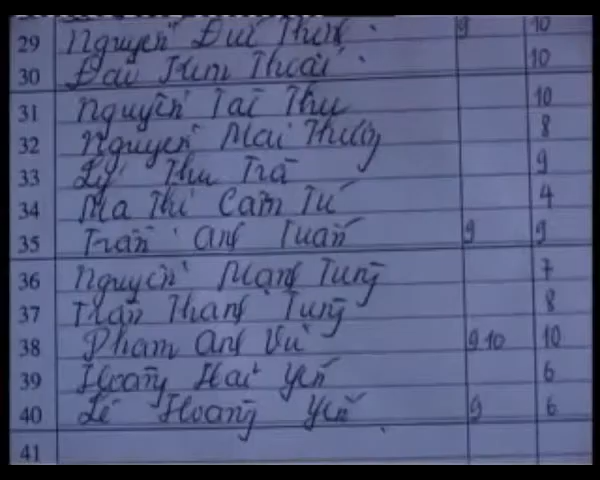 29 Nguyễn Đức Thịnh 9 10
30 Đào Kim Thoai 10
31 Nguyễn Tài Thu 10
32 Nguyễn Mai Thương 8
33 Lý Thu Trà 9
34 Ma Thị Cẩm Tú 4
35 Trần Anh Tuấn 9 9
36 Nguyễn Mạnh Tùng 7
37 Trần Thanh Tùng 8
38 Phạm Anh Vũ 9 10 10
39 Hoàng Hải Yến 6
40 Lê Hoàng Yến 9 6
41